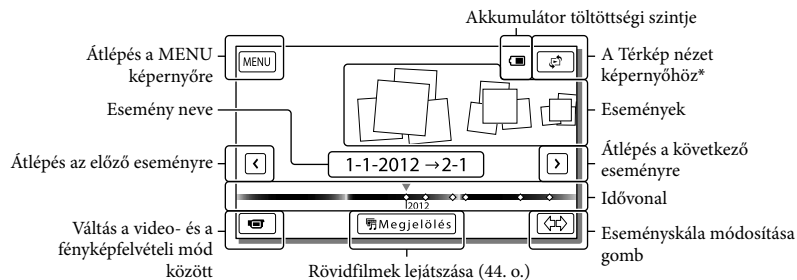 Akkumulátor töltöttségi szintje
Átlépés a MENU
képernyőre
MENU
A Térkép nézet
képernyőhöz*
Esemény neve
Események
Átlépés az előző eseményre
1-1-2012 →2-1
Átlépés a következő
eseményre
2012
Idővonal
Váltás a video- és a
fényképfelvételi mód
között
Megjelölés
Eseményskála módosítása
gomb
Rövidfilmek lejátszása (44. o.)